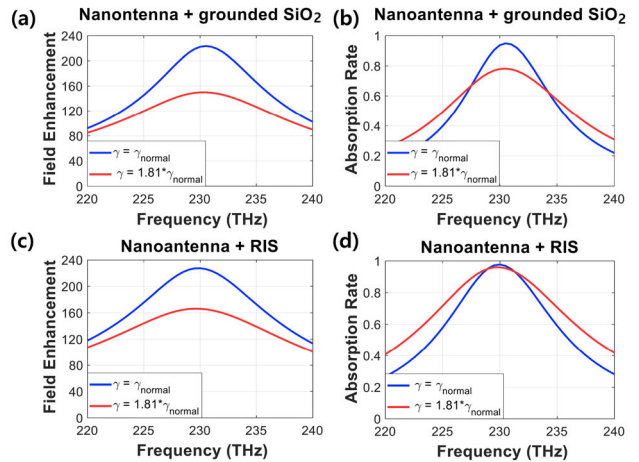 (a)
Nanontenna + grounded SiO2
240
200
160
120
80
40
0
Field Enhancement
γ = γnormal
γ = 1.81*γnormal
220 225 230 235 240
Frequency (THz)
(b)
Nanoantenna + grounded SiO2
1
0.8
0.6
0.4
0.2
0
Absorption Rate
γ = γnormal
γ = 1.81*γnormal
220 225 230 235 240
Frequency (THz)
(c)
Nanoantenna + RIS
240
200
160
120
80
40
0
Field Enhancement
γ = γnormal
γ = 1.81*γnormal
220 225 230 235 240
Frequency (THz)
(d)
Nanoantenna + RIS
1
0.8
0.6
0.4
0.2
0
Absorption Rate
γ = γnormal
γ = 1.81*γnormal
220 225 230 235 240
Frequency (THz)